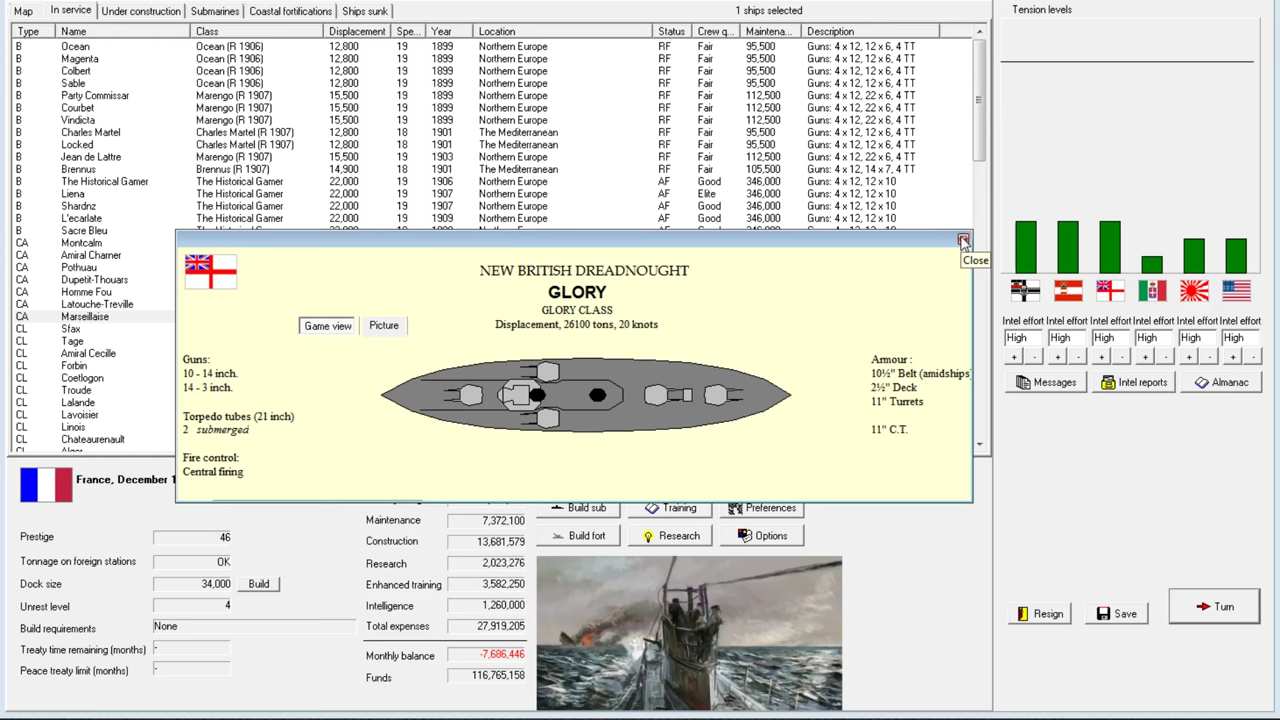 Map In service Under construction Submarines Coastal fortifications Ships sunk 1 ships selected Tension levels
Type Name Class Displacement Spe... Year Location Status Crew q... Maintena... Description
B Ocean Ocean (R 1906) 12,800 19 1899 Northern Europe RF Fair 95,500 Guns: 4 x 12, 12 x 6, 4 TT
B Magenta Ocean (R 1906) 12,800 19 1899 Northern Europe RF Fair 95,500 Guns: 4 x 12, 12 x 6, 4 TT
B Colbert Ocean (R 1906) 12,800 19 1899 Northern Europe RF Fair 95,500 Guns: 4 x 12, 12 x 6, 4 TT
B Sable Ocean (R 1906) 12,800 19 1899 Northern Europe RF Fair 95,500 Guns: 4 x 12, 12 x 6, 4 TT
B Party Commissar Marengo (R 1907) 15,500 19 1899 Northern Europe RF Fair 112,500 Guns: 4 x 12, 22 x 6, 4 TT
B Courbet Marengo (R 1907) 15,500 19 1899 Northern Europe RF Fair 112,500 Guns: 4 x 12, 22 x 6, 4 TT
B Vindicta Marengo (R 1907) 15,500 19 1899 Northern Europe RF Fair 112,500 Guns: 4 x 12, 22 x 6, 4 TT
B Charles Martel Charles Martel (R 1907) 12,800 18 1901 The Mediterranean RF Fair 95,500 Guns: 4 x 12, 12 x 6, 4 TT
B Locked Charles Martel (R 1907) 12,800 18 1901 The Mediterranean RF Fair 95,500 Guns: 4 x 12, 12 x 6, 4 TT
B Jean de Lattre Marengo (R 1907) 15,500 19 1903 Northern Europe RF Fair 112,500 Guns: 4 x 12, 22 x 6, 4 TT
B Brennus Brennus (R 1907) 14,900 18 1901 The Mediterranean RF Fair 105,500 Guns: 4 x 12, 14 x 7, 4 TT
B The Historical Gamer The Historical Gamer 22,000 19 1906 Northern Europe AF Good 346,000 Guns: 4 x 12, 12 x 10
B Liena The Historical Gamer 22,000 19 1907 Northern Europe AF Elite 346,000 Guns: 4 x 12, 12 x 10
B Shardnz The Historical Gamer 22,000 19 1907 Northern Europe AF Good 346,000 Guns: 4 x 12, 12 x 10
B L'ecarlate The Historical Gamer 22,000 19 1909 Northern Europe AF Good 346,000 Guns: 4 x 12, 12 x 10
B Sacre Bleu
CA Montcalm
CA Amiral Charner
CA Pothuau
CA Dupetit-Thouars
CA Homme Fou
CA Latouche-Treville
CA Marseillaise
CL Sfax
CL Tage
CL Amiral Cecille
CL Forbin
CL Coetlogon
CL Troude
CL Lalande
CL Lavoisier
CL Linois
CL Chateaurenault
Close
NEW BRITISH DREADNOUGHT
GLORY
GLORY CLASS
Displacement, 26100 tons, 20 knots
Game view Picture
Guns:
10 - 14 inch.
14 - 3 inch.
Torpedo tubes (21 inch)
2 submerged
Fire control:
Central firing
Armour :
10½" Belt (amidships)
2½" Deck
11" Turrets
11" C.T.
Intel effort Intel effort Intel effort Intel effort Intel effort Intel effort
High High High High High High
+ - + - + - + - + - + -
Messages Intel reports Almanac
France, December 1
Prestige 46
Tonnage on foreign stations OK
Dock size 34,000 Build
Unrest level 4
Build requirements None
Treaty time remaining (months) -
Peace treaty limit (months) -
Maintenance 7,372,100
Construction 13,681,579
Research 2,023,276
Enhanced training 3,582,250
Intelligence 1,260,000
Total expenses 27,919,205
Monthly balance -7,686,446
Funds 116,765,158
Build sub Training Preferences
Build fort Research Options
Resign Save Turn